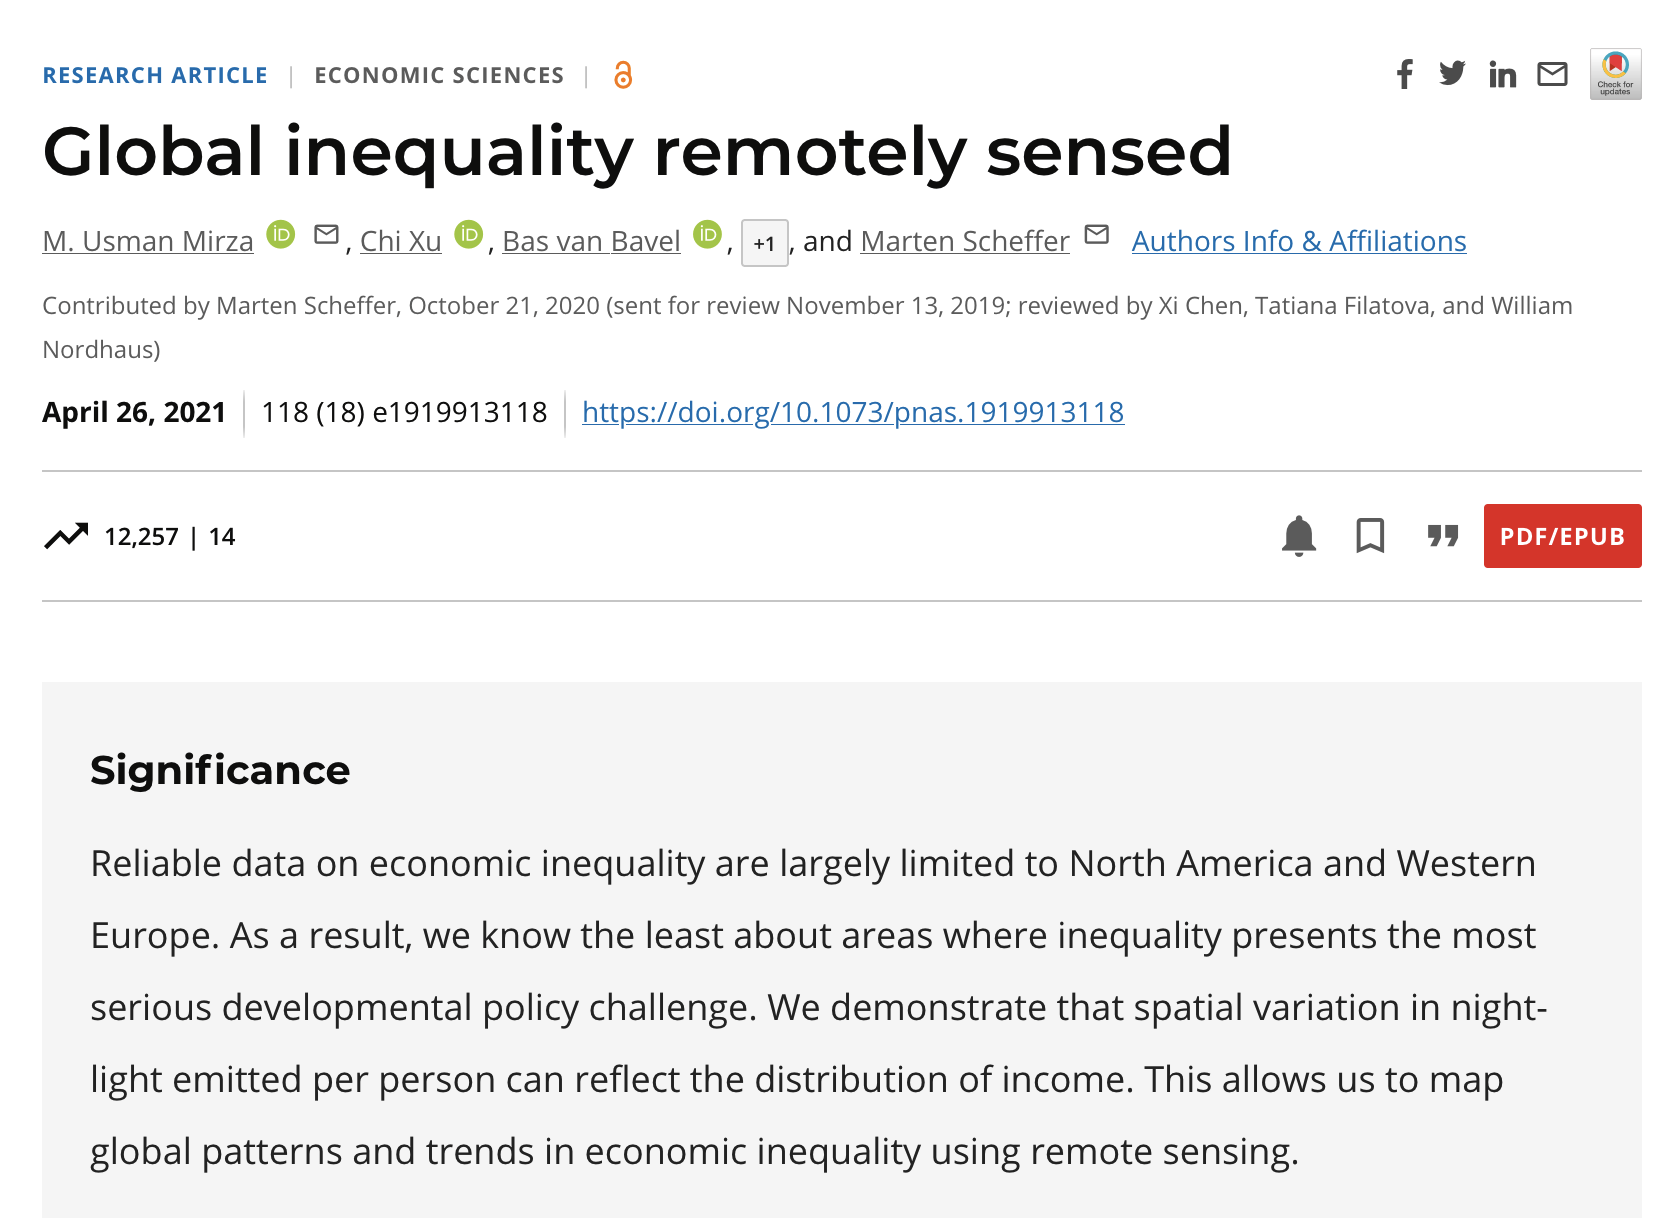 RESEARCH ARTICLE | ECONOMIC SCIENCES |
Check for updates
Global inequality remotely sensed
M. Usman Mirza iD , Chi Xu iD , Bas van Bavel iD , +1 , and Marten Scheffer Authors Info & Affiliations
Contributed by Marten Scheffer, October 21, 2020 (sent for review November 13, 2019; reviewed by Xi Chen, Tatiana Filatova, and William
Nordhaus)
April 26, 2021 | 118 (18) e1919913118 | https://doi.org/10.1073/pnas.1919913118
12,257 | 14
PDF/EPUB
Significance
Reliable data on economic inequality are largely limited to North America and Western
Europe. As a result, we know the least about areas where inequality presents the most
serious developmental policy challenge. We demonstrate that spatial variation in night-
light emitted per person can reflect the distribution of income. This allows us to map
global patterns and trends in economic inequality using remote sensing.